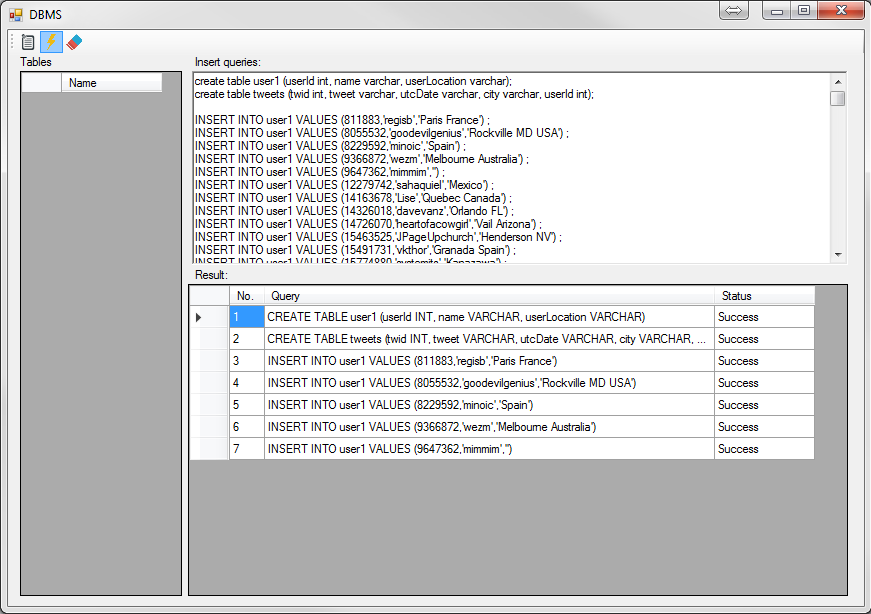 DBMS
Tables
Name
Insert queries:
create table user1 (userId int, name varchar, userLocation varchar);
create table tweets (twid int, tweet varchar, utcDate varchar, city varchar, userId int);
INSERT INTO user1 VALUES (811883,'regisb','Paris France') ;
INSERT INTO user1 VALUES (8055532,'goodevilgenius','Rockville MD USA') ;
INSERT INTO user1 VALUES (8229592,'minoic','Spain') ;
INSERT INTO user1 VALUES (9366872,'wezm','Melbourne Australia') ;
INSERT INTO user1 VALUES (9647362,'mimmim','') ;
INSERT INTO user1 VALUES (12279742,'sahaquiel','Mexico') ;
INSERT INTO user1 VALUES (14163678,'Lise','Quebec Canada') ;
INSERT INTO user1 VALUES (14326018,'davevanz','Orlando FL') ;
INSERT INTO user1 VALUES (14726070,'heartofacowgirl','Vail Arizona') ;
INSERT INTO user1 VALUES (15463525,'JPageUpchurch','Henderson NV') ;
INSERT INTO user1 VALUES (15491731,'vkthor','Granada Spain') ;
INSERT INTO user1 VALUES
Result:
No. Query Status
1 CREATE TABLE user1 (userId INT, name VARCHAR, userLocation VARCHAR) Success
2 CREATE TABLE tweets (twid INT, tweet VARCHAR, utcDate VARCHAR, city VARCHAR, ... Success
3 INSERT INTO user1 VALUES (811883,'regisb','Paris France') Success
4 INSERT INTO user1 VALUES (8055532,'goodevilgenius','Rockville MD USA') Success
5 INSERT INTO user1 VALUES (8229592,'minoic','Spain') Success
6 INSERT INTO user1 VALUES (9366872,'wezm','Melbourne Australia') Success
7 INSERT INTO user1 VALUES (9647362,'mimmim','') Success